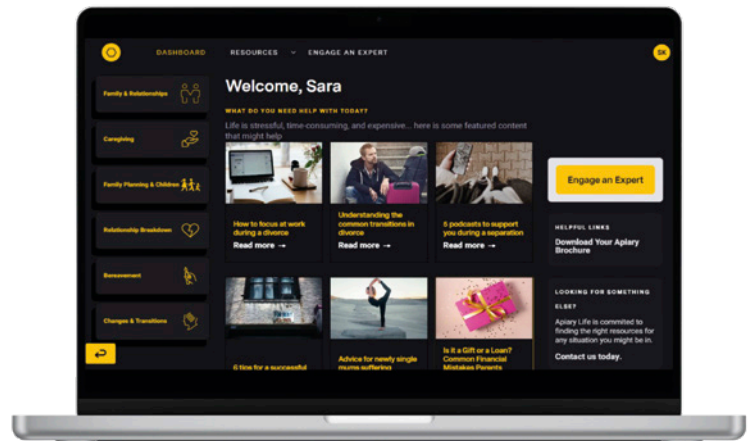 DASHBOARD
RESOURCES
ENGAGE AN EXPERT
SK
Family & Relationships
Caregiving
Family Planning & Children
Relationship Breakdown
Bereavement
Changes & Transitions
Welcome, Sara
WHAT DO YOU NEED HELP WITH TODAY?
Life is stressful, time-consuming, and expensive... here is some featured content
that might help
How to focus at work
during a divorce
Read more →
Understanding the
common transitions in
divorce
Read more →
5 podcasts to support
you during a separation
Read more →
6 tips for a successful
Advice for newly single
mums suffering
Is it a Gift or a Loan?
Common Financial
Mistakes Parents
Engage an Expert
HELPFUL LINKS
Download Your Apiary
Brochure
LOOKING FOR SOMETHING
ELSE?
Apiary Life is commited to
finding the right resources for
any situation you might be in.
Contact us today.